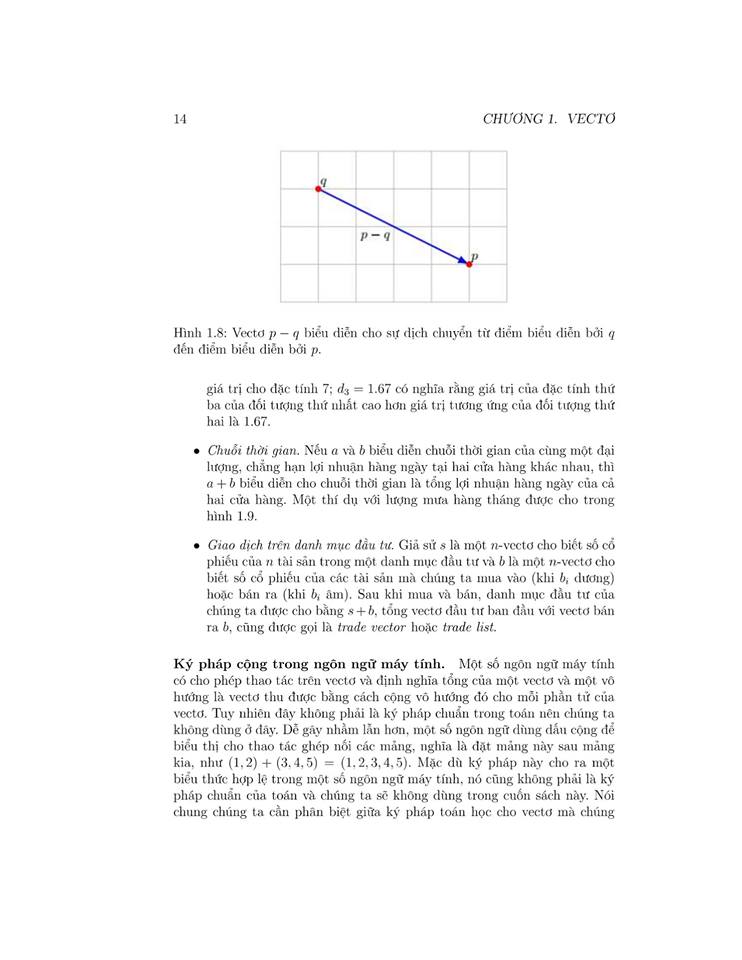 14 CHƯƠNG 1. VECTƠ
q
p − q
p
Hình 1.8: Vectơ p − q biểu diễn cho sự dịch chuyển từ điểm biểu diễn bởi q
đến điểm biểu diễn bởi p.
giá trị cho đặc tính 7; d₃ = 1.67 có nghĩa rằng giá trị của đặc tính thứ
ba của đối tượng thứ nhất cao hơn giá trị tương ứng của đối tượng thứ
hai là 1.67.
• Chuỗi thời gian. Nếu a và b biểu diễn chuỗi thời gian của cùng một đại
lượng, chẳng hạn lợi nhuận hàng ngày tại hai cửa hàng khác nhau, thì
a + b biểu diễn cho chuỗi thời gian là tổng lợi nhuận hàng ngày của cả
hai cửa hàng. Một thí dụ với lượng mưa hàng tháng được cho trong
hình 1.9.
• Giao dịch trên danh mục đầu tư. Giả sử s là một n-vectơ cho biết số cổ
phiếu của n tài sản trong một danh mục đầu tư và b là một n-vectơ cho
biết số cổ phiếu của các tài sản mà chúng ta mua vào (khi bᵢ dương)
hoặc bán ra (khi bᵢ âm). Sau khi mua và bán, danh mục đầu tư của
chúng ta được cho bằng s + b, tổng vectơ đầu tư ban đầu với vectơ bán
ra b, cũng được gọi là trade vector hoặc trade list.
Ký pháp cộng trong ngôn ngữ máy tính. Một số ngôn ngữ máy tính
có cho phép thao tác trên vectơ và định nghĩa tổng của một vectơ và một vô
hướng là vectơ thu được bằng cách cộng vô hướng đó cho mỗi phần tử của
vectơ. Tuy nhiên đây không phải là ký pháp chuẩn trong toán nên chúng ta
không dùng ở đây. Dễ gây nhầm lẫn hơn, một số ngôn ngữ dùng dấu cộng để
biểu thị cho thao tác ghép nối các mảng, nghĩa là đặt mảng này sau mảng
kia, như (1, 2) + (3, 4, 5) = (1, 2, 3, 4, 5). Mặc dù ký pháp này cho ra một
biểu thức hợp lệ trong một số ngôn ngữ máy tính, nó cũng không phải là ký
pháp chuẩn của toán và chúng ta sẽ không dùng trong cuốn sách này. Nói
chung chúng ta cần phân biệt giữa ký pháp toán học cho vectơ mà chúng